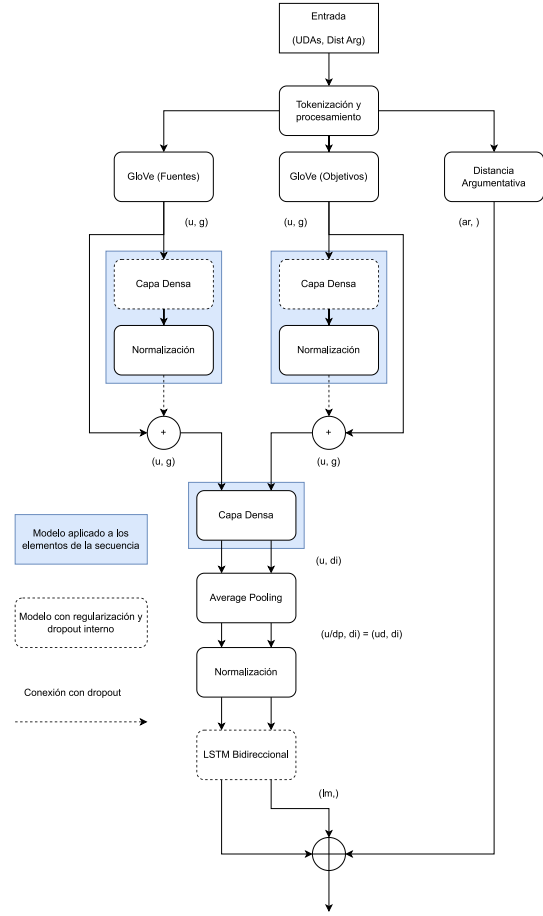 Entrada
(UDAs, Dist Arg)
Tokenización y
procesamiento
GloVe (Fuentes)
GloVe (Objetivos)
Distancia
Argumentativa
(u, g)
(u, g)
(ar, )
Capa Densa
Capa Densa
Normalización
Normalización
+
+
(u, g)
(u, g)
Capa Densa
Modelo aplicado a los
elementos de la secuencia
(u, di)
Average Pooling
Modelo con regularización y
dropout interno
(u/dp, di) = (ud, di)
Normalización
Conexión con dropout
LSTM Bidireccional
(lm,)